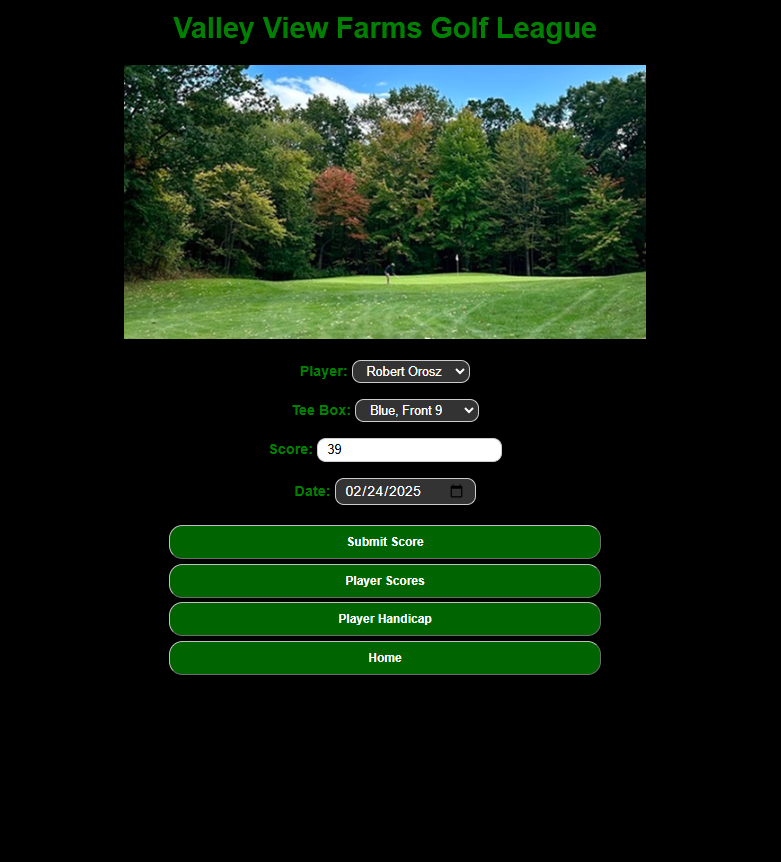 Valley View Farms Golf League
Player: Robert Orosz
Tee Box: Blue, Front 9
Score: 39
Date: 02/24/2025
Submit Score
Player Scores
Player Handicap
Home